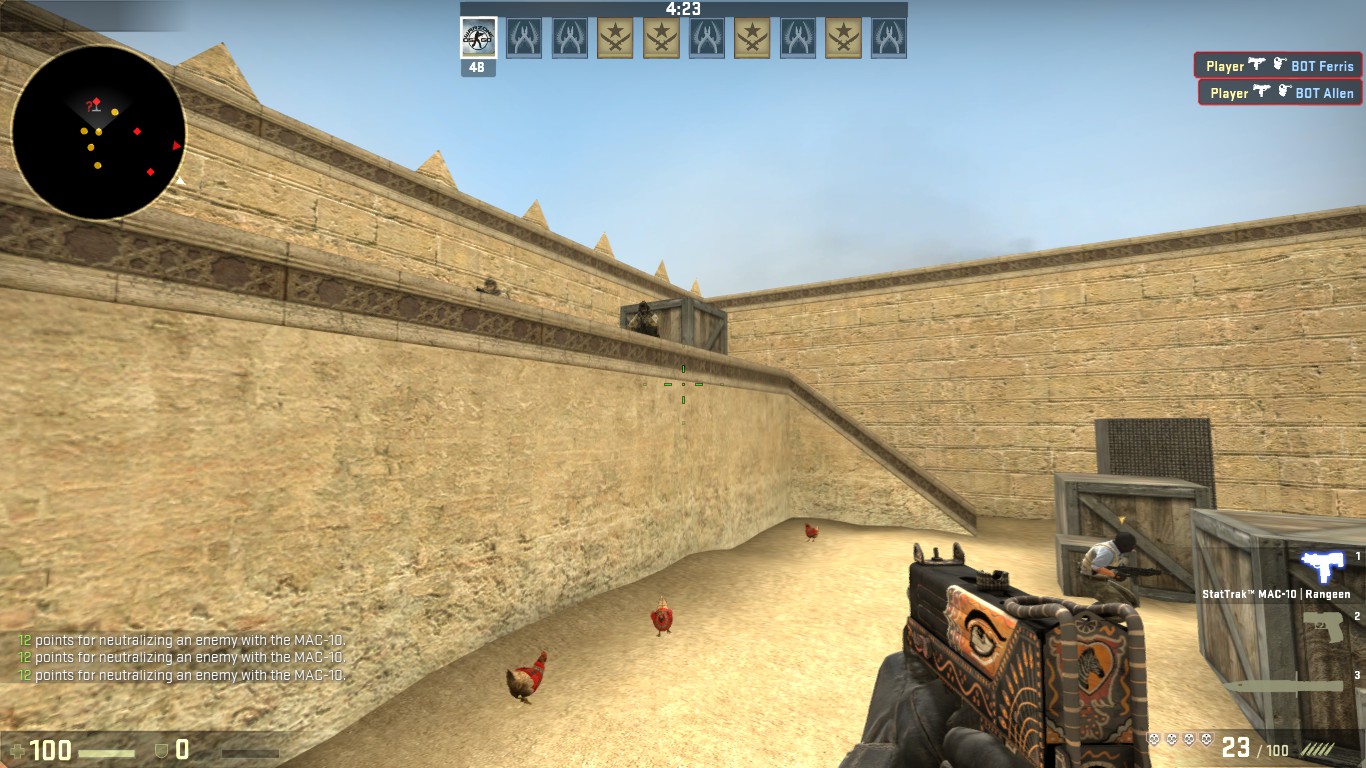 4:23
48
Player BOT Ferris
Player BOT Allen
?
1
StatTrak™ MAC-10 | Rangeen
2
3
12 points for neutralizing an enemy with the MAC-10.
12 points for neutralizing an enemy with the MAC-10.
12 points for neutralizing an enemy with the MAC-10.
100
0
23 / 100